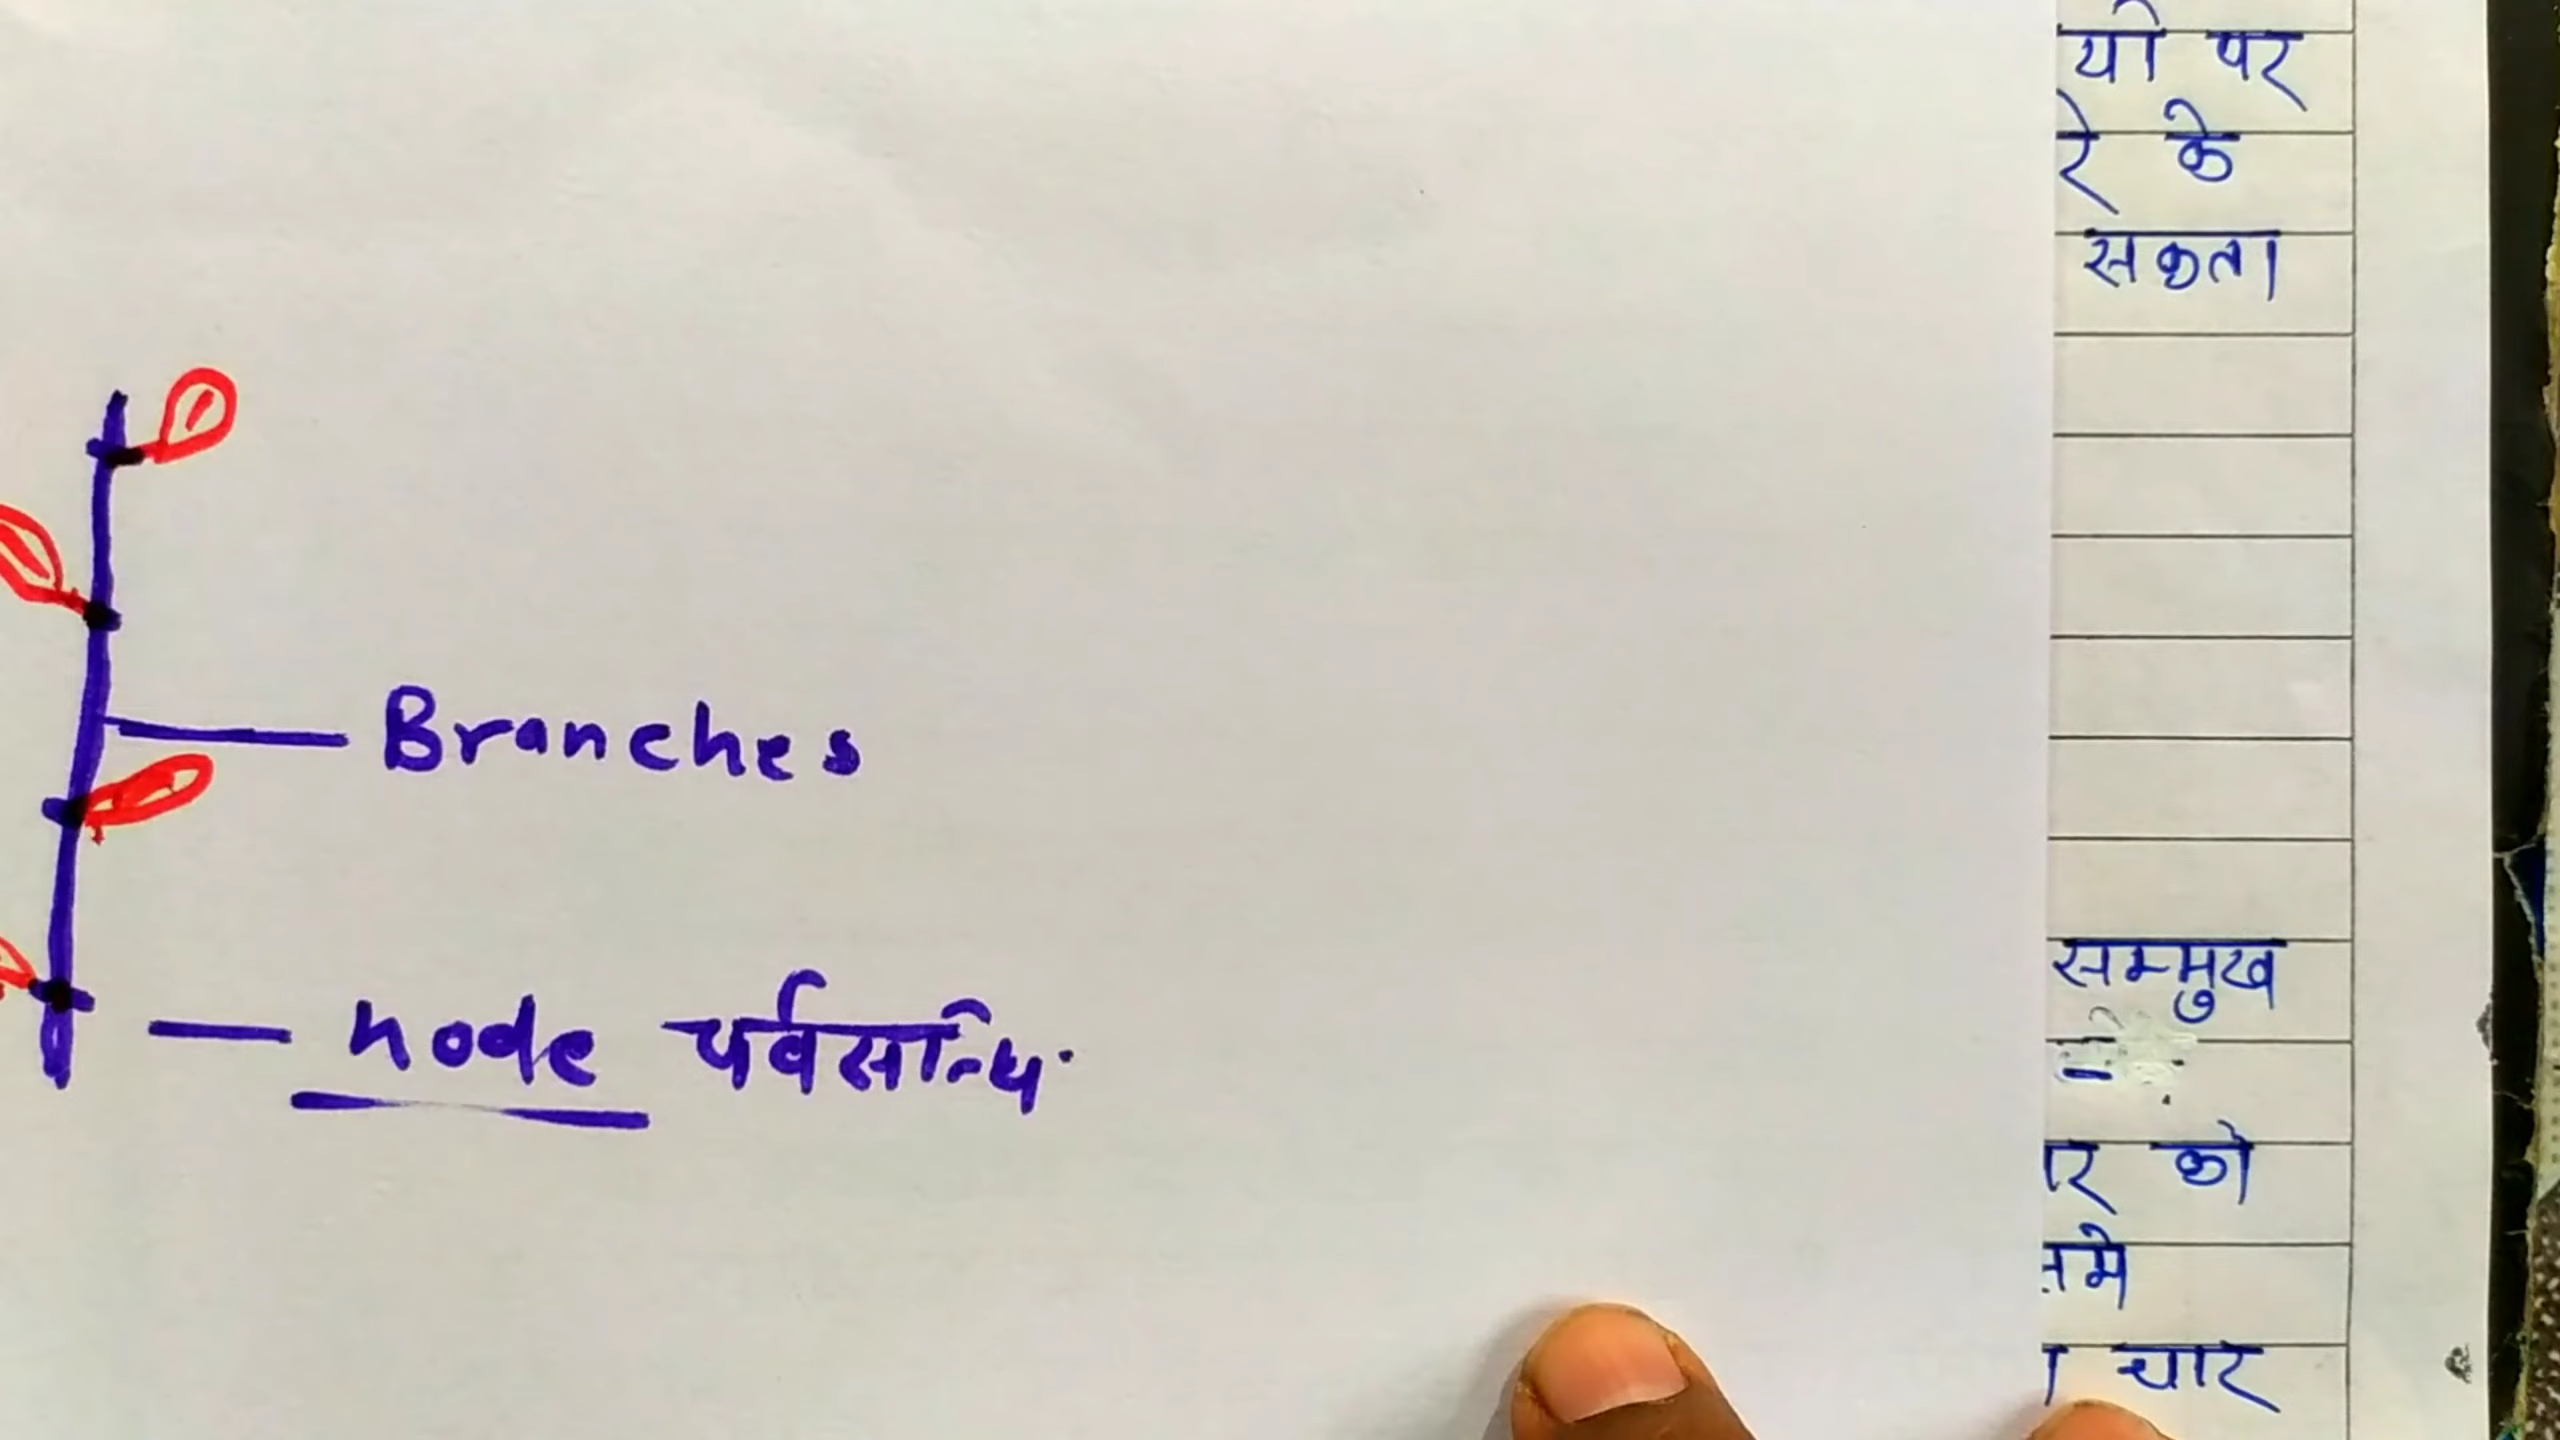 यो पर
रे के
सकता
Branches
node पर्वसन्धि
सम्मुख
को
चार